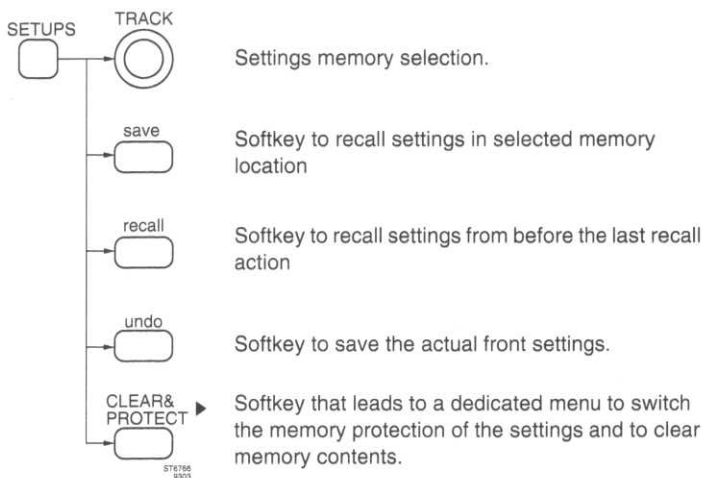 SETUPS
TRACK
Settings memory selection.
save
Softkey to recall settings in selected memory
location
recall
Softkey to recall settings from before the last recall
action
undo
Softkey to save the actual front settings.
CLEAR&
PROTECT
Softkey that leads to a dedicated menu to switch
the memory protection of the settings and to clear
memory contents.
ST6766
9303